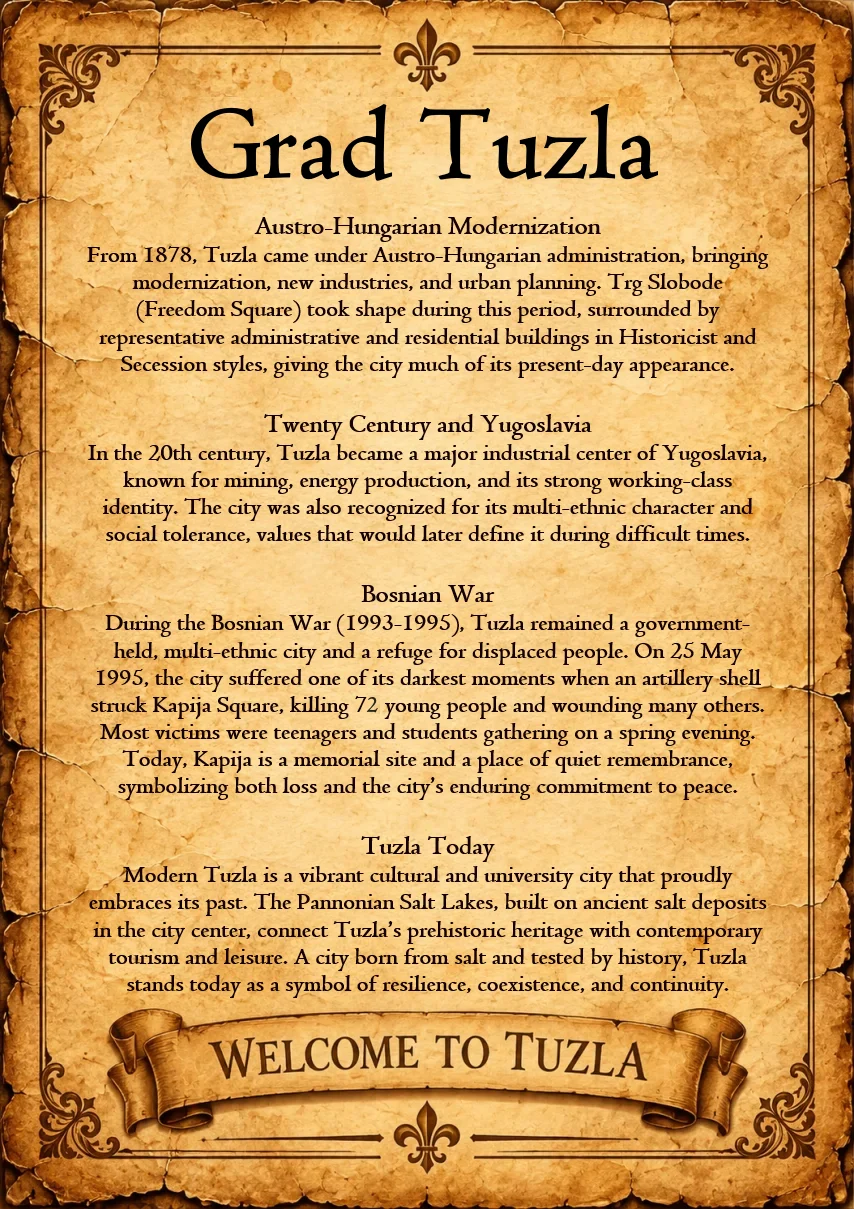 Grad Tuzla
Austro-Hungarian Modernization
From 1878, Tuzla came under Austro-Hungarian administration, bringing
modernization, new industries, and urban planning. Trg Slobode
(Freedom Square) took shape during this period, surrounded by
representative administrative and residential buildings in Historicist and
Secession styles, giving the city much of its present-day appearance.
Twenty Century and Yugoslavia
In the 20th century, Tuzla became a major industrial center of Yugoslavia,
known for mining, energy production, and its strong working-class
identity. The city was also recognized for its multi-ethnic character and
social tolerance, values that would later define it during difficult times.
Bosnian War
During the Bosnian War (1993-1995), Tuzla remained a government-
held, multi-ethnic city and a refuge for displaced people. On 25 May
1995, the city suffered one of its darkest moments when an artillery shell
struck Kapija Square, killing 72 young people and wounding many others.
Most victims were teenagers and students gathering on a spring evening.
Today, Kapija is a memorial site and a place of quiet remembrance,
symbolizing both loss and the city’s enduring commitment to peace.
Tuzla Today
Modern Tuzla is a vibrant cultural and university city that proudly
embraces its past. The Pannonian Salt Lakes, built on ancient salt deposits
in the city center, connect Tuzla’s prehistoric heritage with contemporary
tourism and leisure. A city born from salt and tested by history, Tuzla
stands today as a symbol of resilience, coexistence, and continuity.
WELCOME TO TUZLA